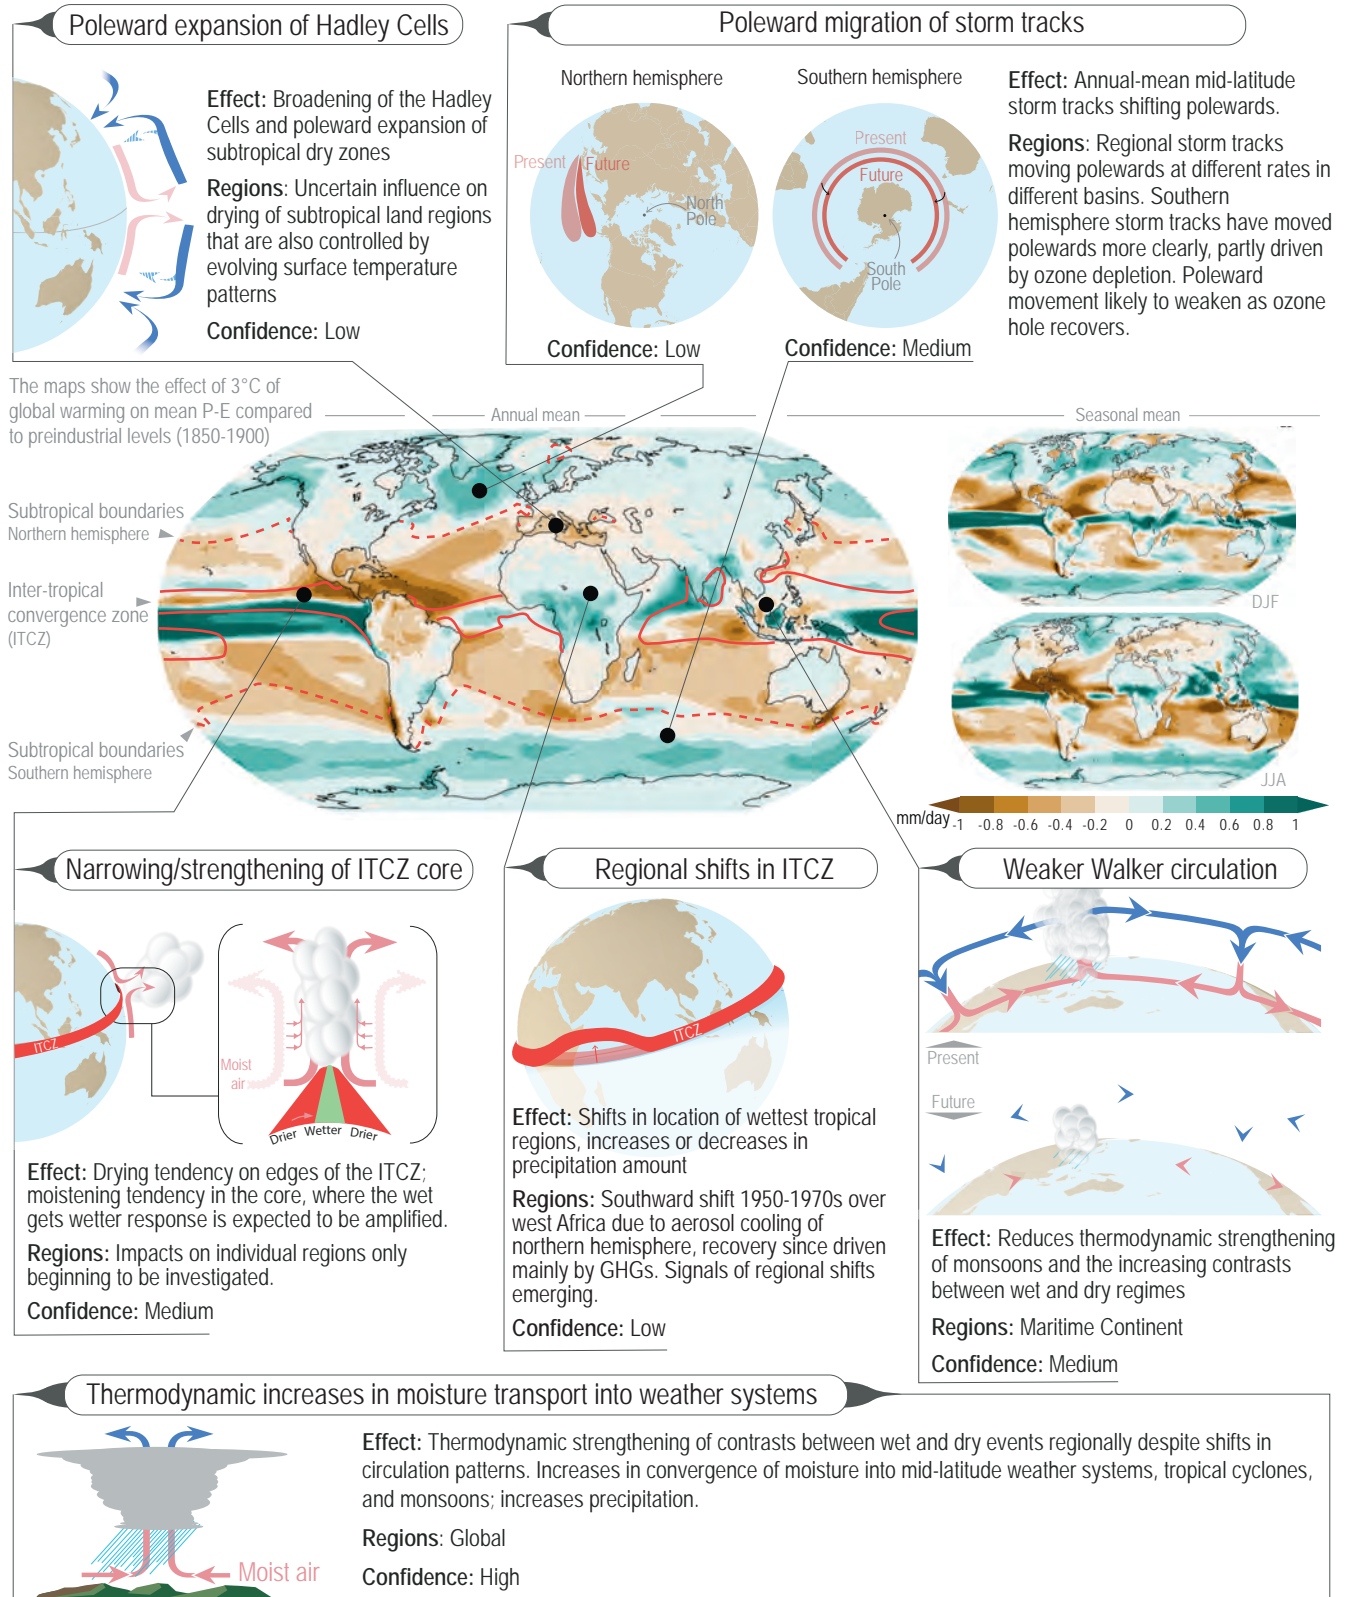 Poleward expansion of Hadley Cells
Effect: Broadening of the Hadley
Cells and poleward expansion of
subtropical dry zones
Regions: Uncertain influence on
drying of subtropical land regions
that are also controlled by
evolving surface temperature
patterns
Confidence: Low
Poleward migration of storm tracks
Northern hemisphere
Present
Future
North
Pole
Confidence: Low
Southern hemisphere
Present
Future
South
Pole
Confidence: Medium
Effect: Annual-mean mid-latitude
storm tracks shifting polewards.
Regions: Regional storm tracks
moving polewards at different rates in
different basins. Southern
hemisphere storm tracks have moved
polewards more clearly, partly driven
by ozone depletion. Poleward
movement likely to weaken as ozone
hole recovers.
The maps show the effect of 3°C of
global warming on mean P-E compared
to preindustrial levels (1850-1900)
Annual mean
Seasonal mean
Subtropical boundaries
Northern hemisphere
Inter-tropical
convergence zone
(ITCZ)
Subtropical boundaries
Southern hemisphere
DJF
JJA
mm/day -1 -0.8 -0.6 -0.4 -0.2 0 0.2 0.4 0.6 0.8 1
Narrowing/strengthening of ITCZ core
ITCZ
Moist
air
Drier Wetter Drier
Effect: Drying tendency on edges of the ITCZ;
moistening tendency in the core, where the wet
gets wetter response is expected to be amplified.
Regions: Impacts on individual regions only
beginning to be investigated.
Confidence: Medium
Regional shifts in ITCZ
ITCZ
Effect: Shifts in location of wettest tropical
regions, increases or decreases in
precipitation amount
Regions: Southward shift 1950-1970s over
west Africa due to aerosol cooling of
northern hemisphere, recovery since driven
mainly by GHGs. Signals of regional shifts
emerging.
Confidence: Low
Weaker Walker circulation
Present
Future
Effect: Reduces thermodynamic strengthening
of monsoons and the increasing contrasts
between wet and dry regimes
Regions: Maritime Continent
Confidence: Medium
Thermodynamic increases in moisture transport into weather systems
Moist air
Effect: Thermodynamic strengthening of contrasts between wet and dry events regionally despite shifts in
circulation patterns. Increases in convergence of moisture into mid-latitude weather systems, tropical cyclones,
and monsoons; increases precipitation.
Regions: Global
Confidence: High